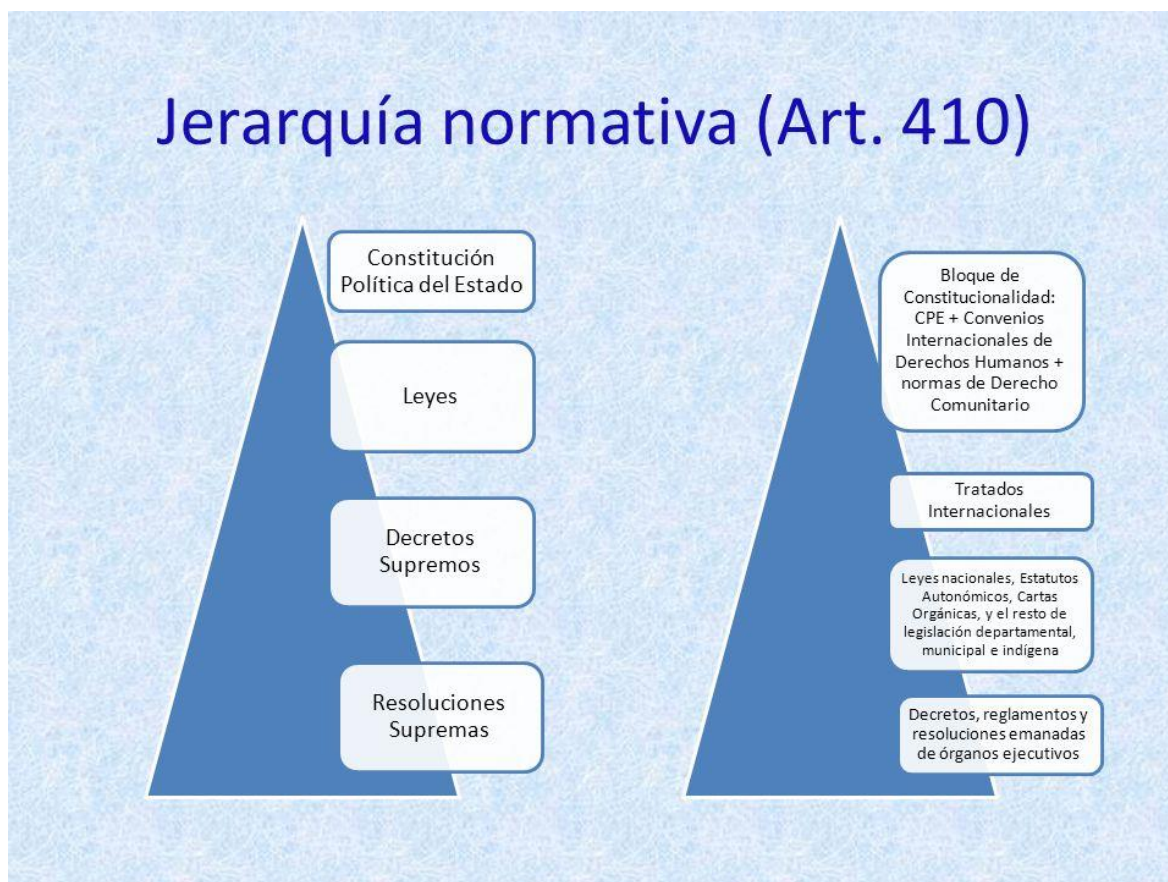 Jerarquía normativa (Art. 410)
Constitución
Política del Estado
Leyes
Decretos
Supremos
Resoluciones
Supremas
Bloque de
Constitucionalidad:
CPE + Convenios
Internacionales de
Derechos Humanos +
normas de Derecho
Comunitario
Tratados
Internacionales
Leyes nacionales, Estatutos
Autonómicos, Cartas
Orgánicas, y el resto de
legislación departamental,
municipal e indígena
Decretos, reglamentos y
resoluciones emanadas
de órganos ejecutivos